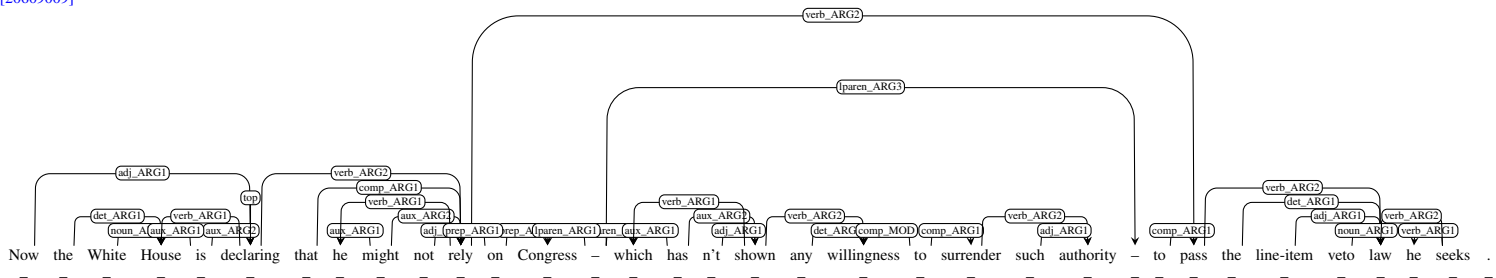 verb_ARG2
lparen_ARG3
adj_ARG1 verb_ARG2 verb_ARG2
comp_ARG1
top verb_ARG1 verb_ARG1 det_ARG1
det_ARG1 verb_ARG1 aux_ARG2 aux_ARG2 verb_ARG2 verb_ARG2 adj_ARG1 verb_ARG2
aux_ARG1 aux_ARG2 aux_ARG1 prep_ARG1 lparen_ARG1 aux_ARG1 adj_ARG1 comp_MOD comp_ARG1 adj_ARG1 comp_ARG1 noun_ARG1 verb_ARG1
Now the White House is declaring that he might not rely on Congress – which has n't shown any willingness to surrender such authority – to pass the line-item veto law he seeks .